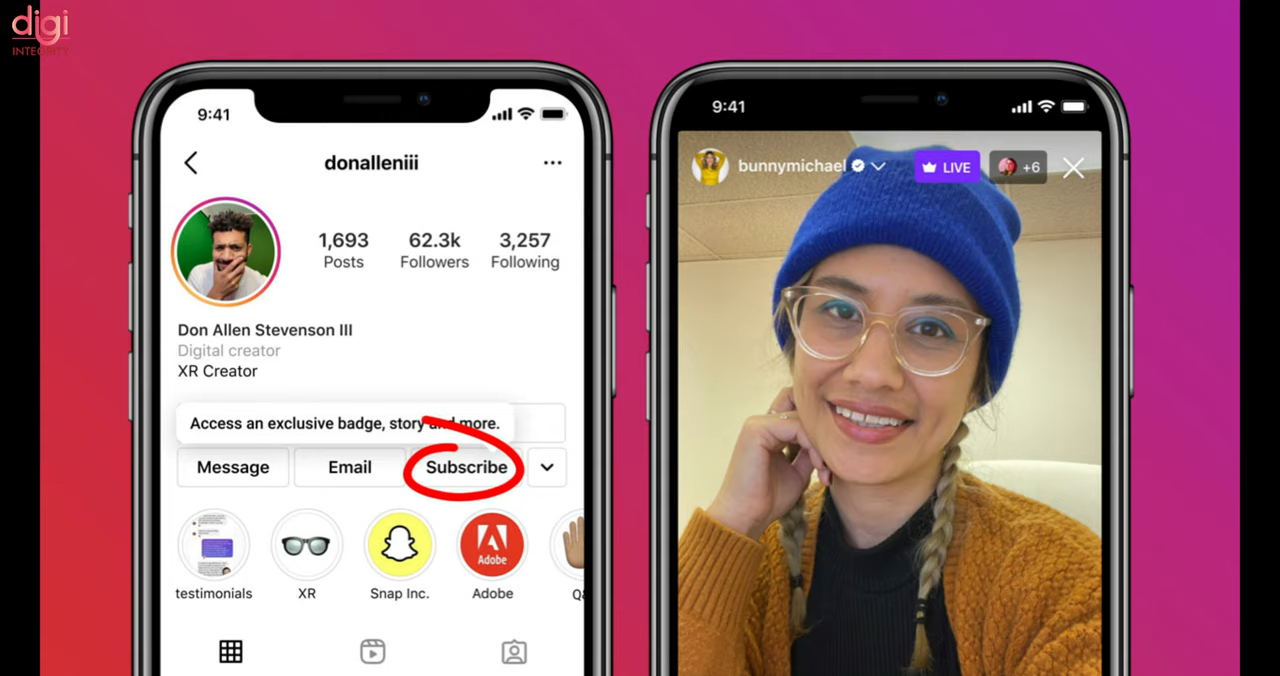 digi
INTEGRITY
9:41
donalleniii
1,693
Posts
62.3k
Followers
3,257
Following
Don Allen Stevenson III
Digital creator
XR Creator
Access an exclusive badge, story and more.
Message
Email
Subscribe
testimonials
XR
Snap Inc.
Adobe
Adobe
9:41
bunnymichael
LIVE
+6